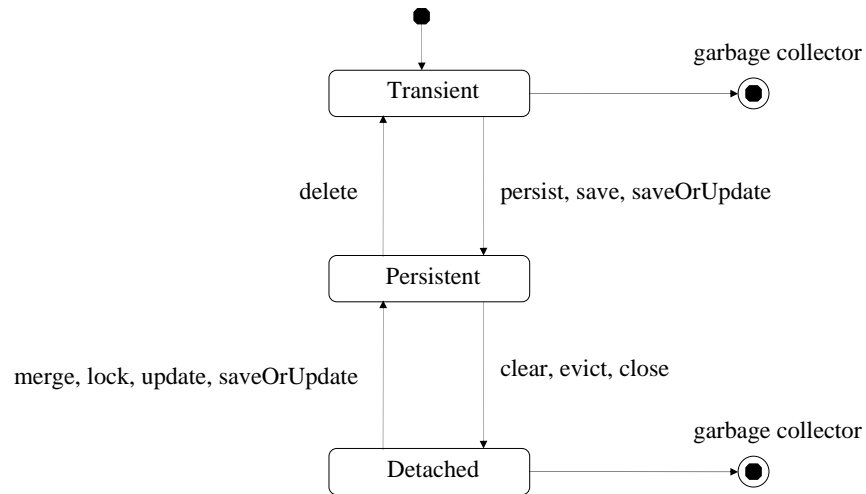 garbage collector
Transient
delete
persist, save, saveOrUpdate
Persistent
merge, lock, update, saveOrUpdate
clear, evict, close
garbage collector
Detached